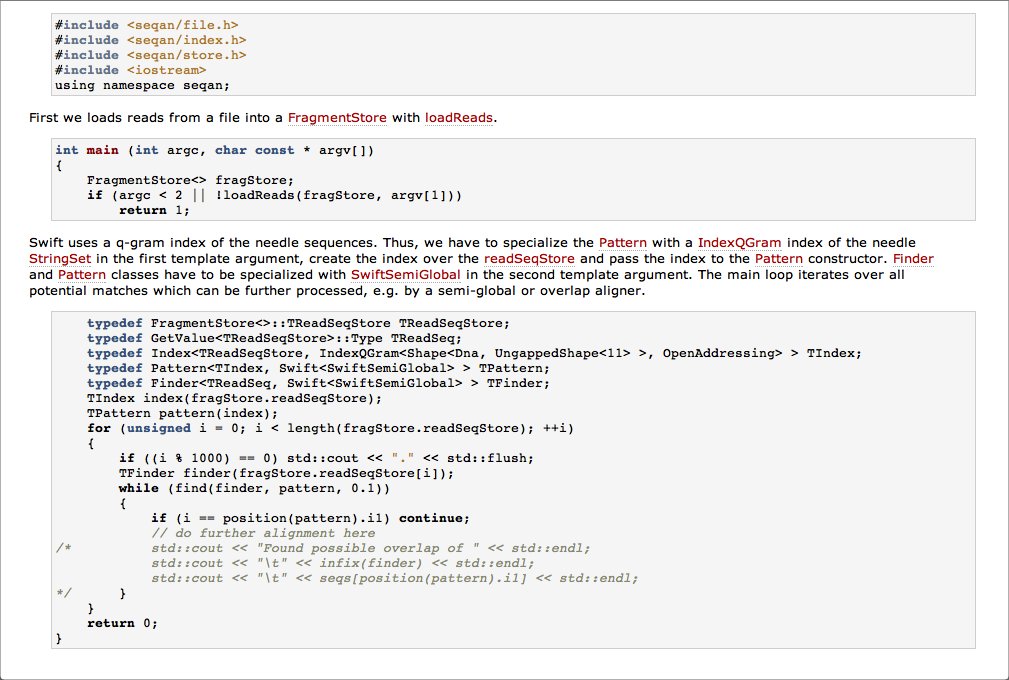 #include <seqan/file.h>
#include <seqan/index.h>
#include <seqan/store.h>
#include <iostream>
using namespace seqan;
First we loads reads from a file into a FragmentStore with loadReads.
int main (int argc, char const * argv[])
{
    FragmentStore<> fragStore;
    if (argc < 2 || !loadReads(fragStore, argv[1]))
        return 1;
Swift uses a q-gram index of the needle sequences. Thus, we have to specialize the Pattern with a IndexQGram index of the needle
StringSet in the first template argument, create the index over the readSeqStore and pass the index to the Pattern constructor. Finder
and Pattern classes have to be specialized with SwiftSemiGlobal in the second template argument. The main loop iterates over all
potential matches which can be further processed, e.g. by a semi-global or overlap aligner.
    typedef FragmentStore<>::TReadSeqStore TReadSeqStore;
    typedef GetValue<TReadSeqStore>::Type TReadSeq;
    typedef Index<TReadSeqStore, IndexQGram<Shape<Dna, UngappedShape<11> >, OpenAddressing> > TIndex;
    typedef Pattern<TIndex, Swift<SwiftSemiGlobal> > TPattern;
    typedef Finder<TReadSeq, Swift<SwiftSemiGlobal> > TFinder;
    TIndex index(fragStore.readSeqStore);
    TPattern pattern(index);
    for (unsigned i = 0; i < length(fragStore.readSeqStore); ++i)
    {
        if ((i % 1000) == 0) std::cout << "." << std::flush;
        TFinder finder(fragStore.readSeqStore[i]);
        while (find(finder, pattern, 0.1))
        {
            if (i == position(pattern).i1) continue;
            // do further alignment here
/*          std::cout << "Found possible overlap of " << std::endl;
            std::cout << "\t" << infix(finder) << std::endl;
            std::cout << "\t" << seqs[position(pattern).i1] << std::endl;
*/      }
    }
    return 0;
}